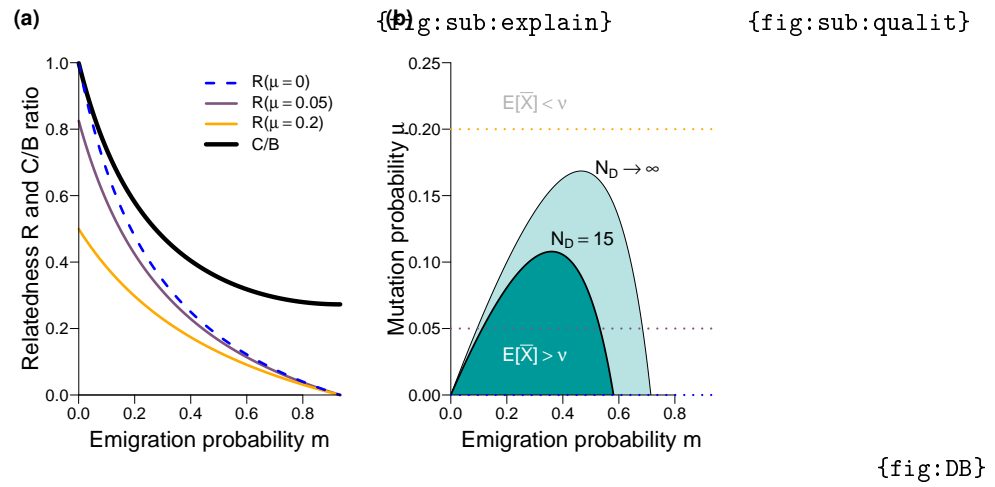 (a)
{fig:sub:explain}
(b)
{fig:sub:qualit}
Relatedness R and C/B ratio
1.0
0.8
0.6
0.4
0.2
0.0
0.0 0.2 0.4 0.6 0.8
Emigration probability m
R(μ = 0)
R(μ = 0.05)
R(μ = 0.2)
C/B
Mutation probability μ
0.25
0.20
0.15
0.10
0.05
0.00
0.0 0.2 0.4 0.6 0.8
Emigration probability m
E[X̅] < ν
N_D → ∞
N_D = 15
E[X̅] > ν
{fig:DB}